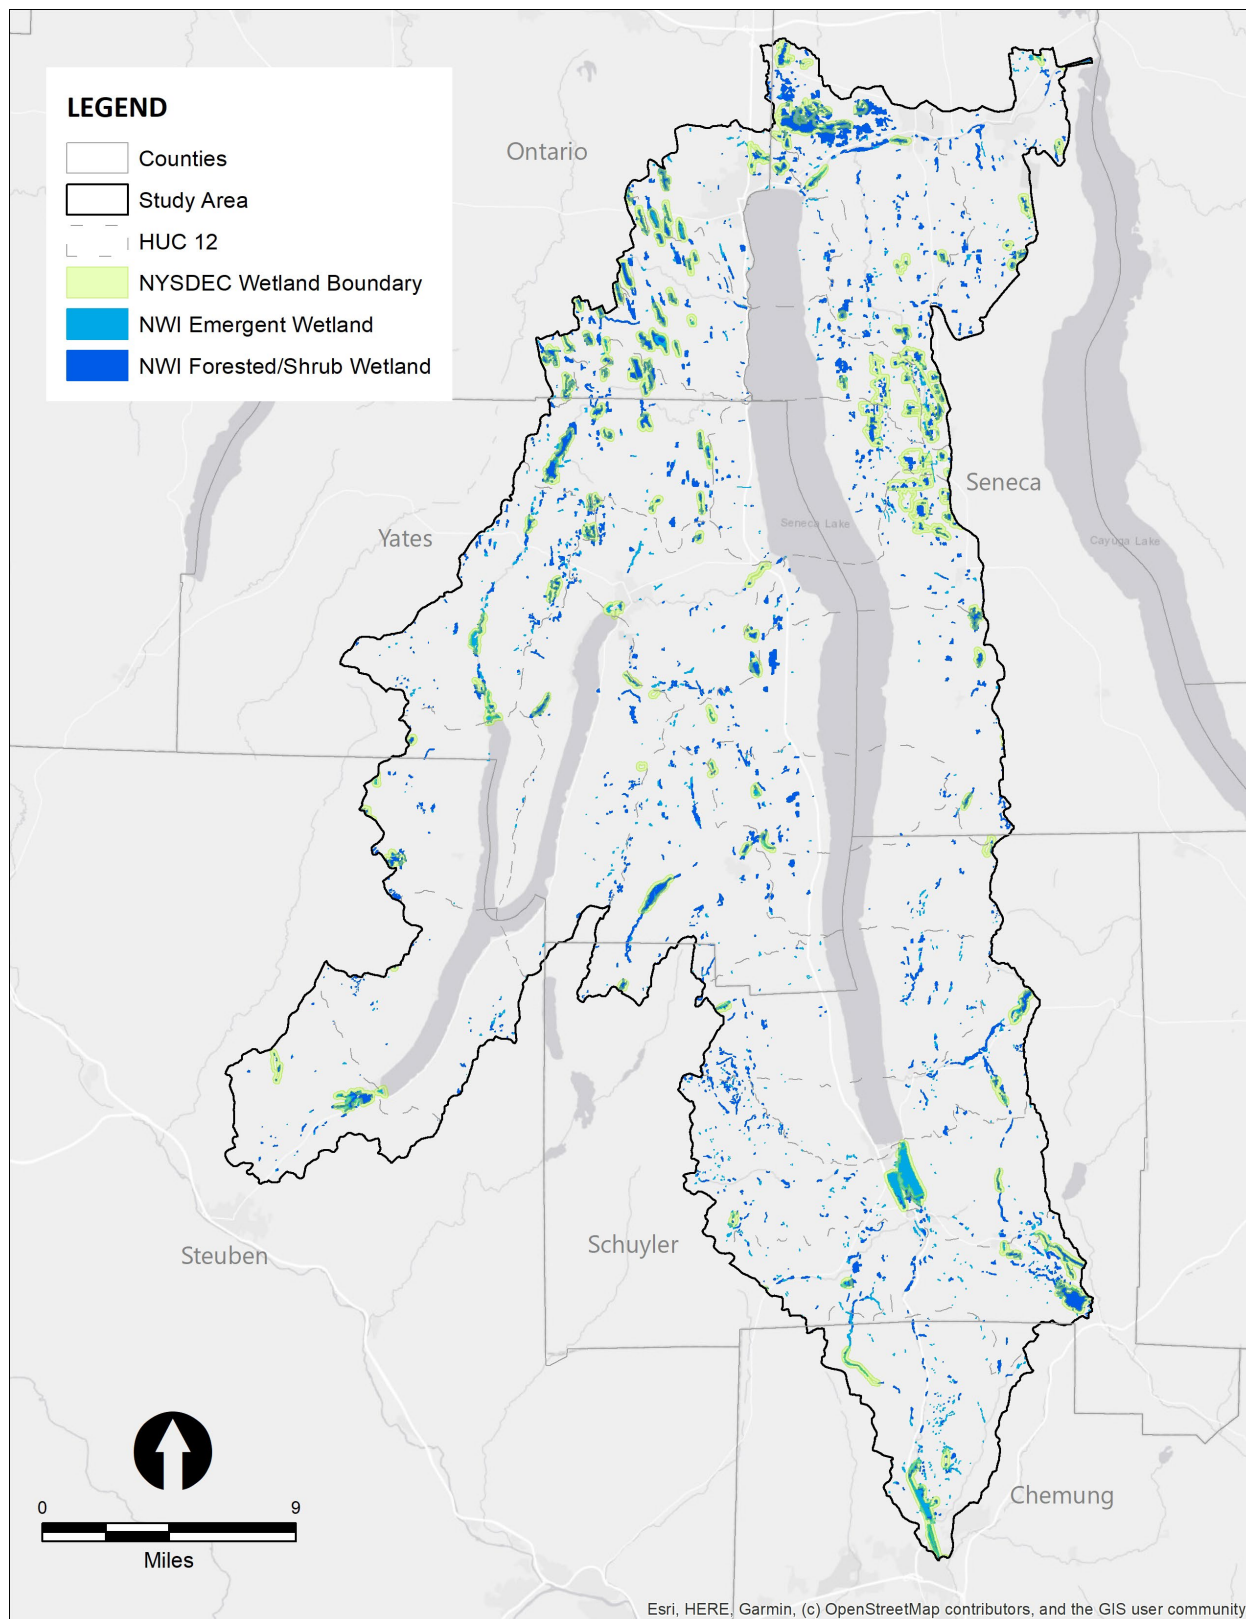 LEGEND
Counties
Study Area
HUC 12
NYSDEC Wetland Boundary
NWI Emergent Wetland
NWI Forested/Shrub Wetland
Ontario
Seneca
Seneca Lake
Yates
Cayuga Lake
Steuben
Schuyler
Chemung
0 9
Miles
Esri, HERE, Garmin, (c) OpenStreetMap contributors, and the GIS user community